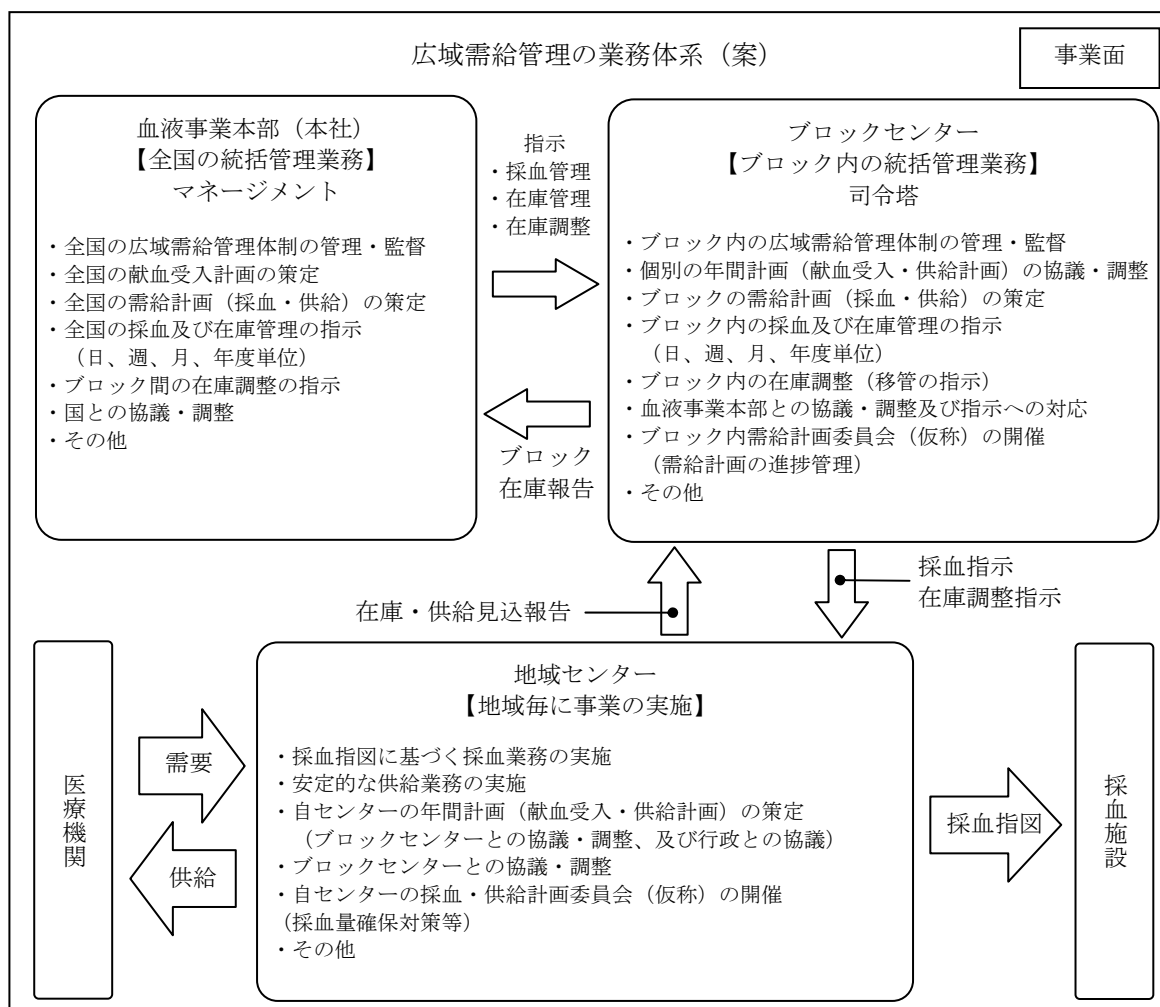 広域需給管理の業務体系（案）
事業面
血液事業本部（本社）
【全国の統括管理業務】
マネージメント
・全国の広域需給管理体制の管理・監督
・全国の献血受入計画の策定
・全国の需給計画（採血・供給）の策定
・全国の採血及び在庫管理の指示
（日、週、月、年度単位）
・ブロック間の在庫調整の指示
・国との協議・調整
・その他
指示
・採血管理
・在庫管理
・在庫調整
ブロック
在庫報告
ブロックセンター
【ブロック内の統括管理業務】
司令塔
・ブロック内の広域需給管理体制の管理・監督
・個別の年間計画（献血受入・供給計画）の協議・調整
・ブロックの需給計画（採血・供給）の策定
・ブロック内の採血及び在庫管理の指示
（日、週、月、年度単位）
・ブロック内の在庫調整（移管の指示）
・血液事業本部との協議・調整及び指示への対応
・ブロック内需給計画委員会（仮称）の開催
（需給計画の進捗管理）
・その他
在庫・供給見込報告
採血指示
在庫調整指示
医療機関
需要
供給
地域センター
【地域毎に事業の実施】
・採血指図に基づく採血業務の実施
・安定的な供給業務の実施
・自センターの年間計画（献血受入・供給計画）の策定
（ブロックセンターとの協議・調整、及び行政との協議）
・ブロックセンターとの協議・調整
・自センターの採血・供給計画委員会（仮称）の開催
（採血量確保対策等）
・その他
採血指図
採血施設